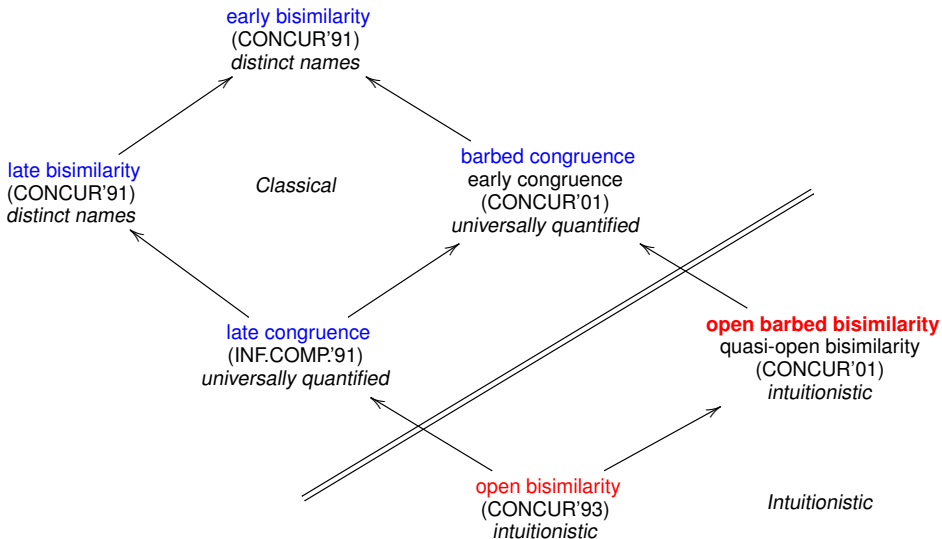 early bisimilarity
(CONCUR'91)
distinct names
late bisimilarity
(CONCUR'91)
distinct names
Classical
barbed congruence
early congruence
(CONCUR'01)
universally quantified
late congruence
(INF.COMP.'91)
universally quantified
open barbed bisimilarity
quasi-open bisimilarity
(CONCUR'01)
intuitionistic
open bisimilarity
(CONCUR'93)
intuitionistic
Intuitionistic